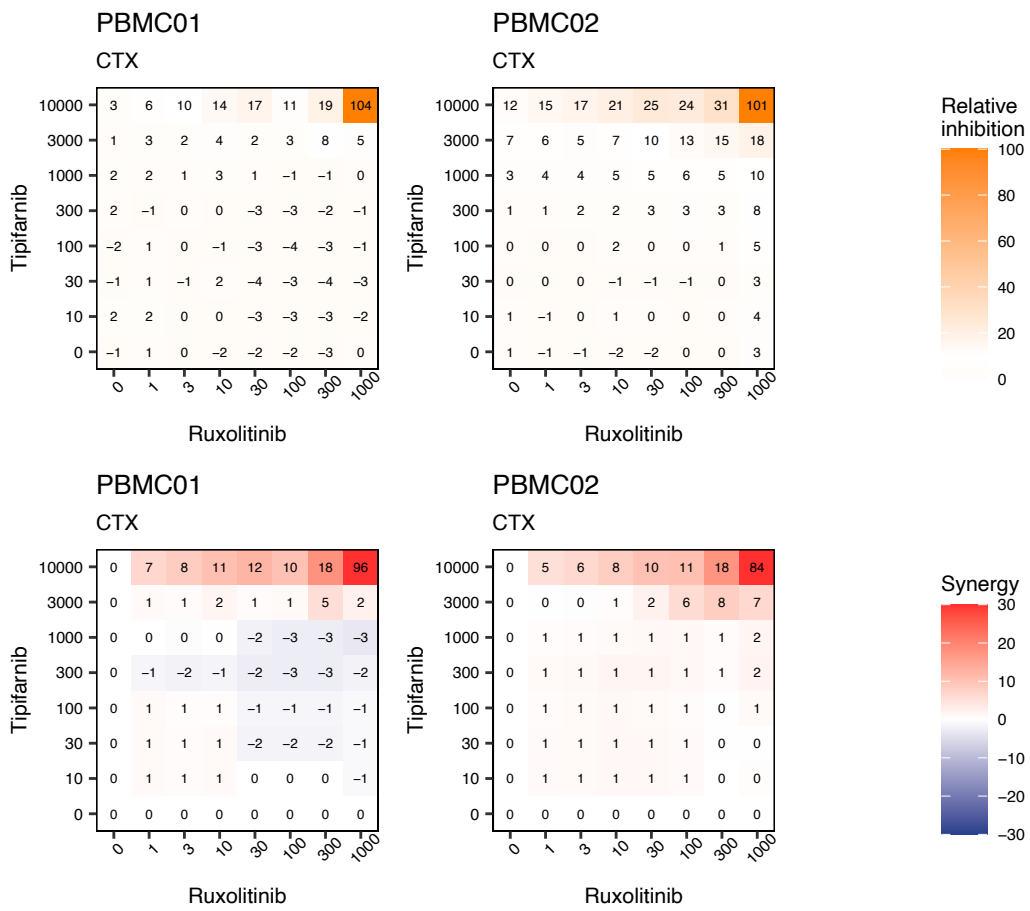 PBMC01
CTX
10000 3 6 10 14 17 11 19 104
3000 1 3 2 4 2 3 8 5
1000 2 2 1 3 1 −1 −1 0
300 2 −1 0 0 −3 −3 −2 −1
100 −2 1 0 −1 −3 −4 −3 −1
30 −1 1 −1 2 −4 −3 −4 −3
10 2 2 0 0 −3 −3 −3 −2
0 −1 1 0 −2 −2 −2 −3 0
0 1 3 10 30 100 300 1000
Tipifarnib
Ruxolitinib
PBMC02
CTX
10000 12 15 17 21 25 24 31 101
3000 7 6 5 7 10 13 15 18
1000 3 4 4 5 5 6 5 10
300 1 1 2 2 3 3 3 8
100 0 0 0 2 0 0 1 5
30 0 0 0 −1 −1 −1 0 3
10 1 −1 0 1 0 0 0 4
0 1 −1 −1 −2 −2 0 0 3
0 1 3 10 30 100 300 1000
Tipifarnib
Ruxolitinib
Relative
inhibition
100
80
60
40
20
0
PBMC01
CTX
10000 0 7 8 11 12 10 18 96
3000 0 1 1 2 1 1 5 2
1000 0 0 0 0 −2 −3 −3 −3
300 0 −1 −2 −1 −2 −3 −3 −2
100 0 1 1 1 −1 −1 −1 −1
30 0 1 1 1 −2 −2 −2 −1
10 0 1 1 1 0 0 0 −1
0 0 0 0 0 0 0 0 0
0 1 3 10 30 100 300 1000
Tipifarnib
Ruxolitinib
PBMC02
CTX
10000 0 5 6 8 10 11 18 84
3000 0 0 0 1 2 6 8 7
1000 0 1 1 1 1 1 1 2
300 0 1 1 1 1 1 1 2
100 0 1 1 1 1 1 0 1
30 0 1 1 1 1 1 0 0
10 0 1 1 1 1 1 0 0
0 0 0 0 0 0 0 0 0
0 1 3 10 30 100 300 1000
Tipifarnib
Ruxolitinib
Synergy
30
20
10
0
−10
−20
−30